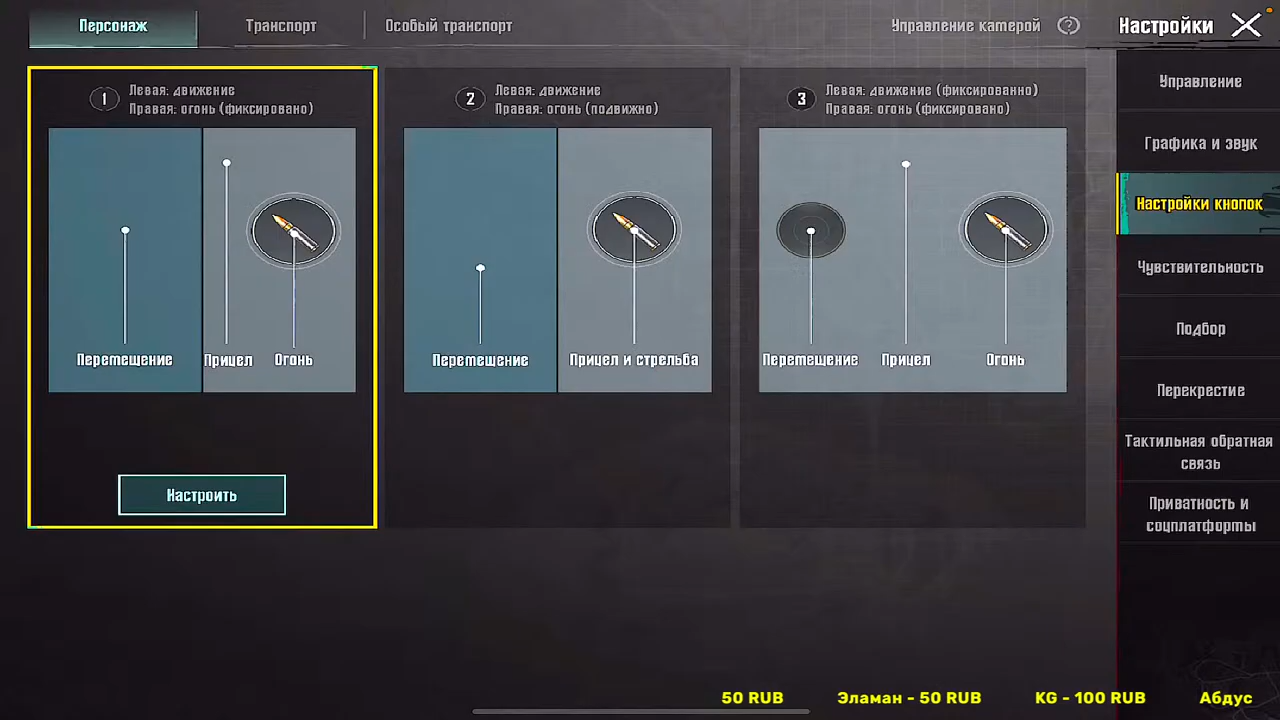 Персонаж
Транспорт
Особый транспорт
Управление камерой
?
Настройки
1
Левая: движение
Правая: огонь (фиксировано)
Перемещение
Прицел
Огонь
Настроить
2
Левая: движение
Правая: огонь (подвижно)
Перемещение
Прицел и стрельба
3
Левая: движение (фиксированно)
Правая: огонь (фиксировано)
Перемещение
Прицел
Огонь
Управление
Графика и звук
Настройки кнопок
Чувствительность
Подбор
Перекрестие
Тактильная обратная
связь
Приватность и
соцплатформы
50 RUB
Эламан - 50 RUB
KG - 100 RUB
Абдус